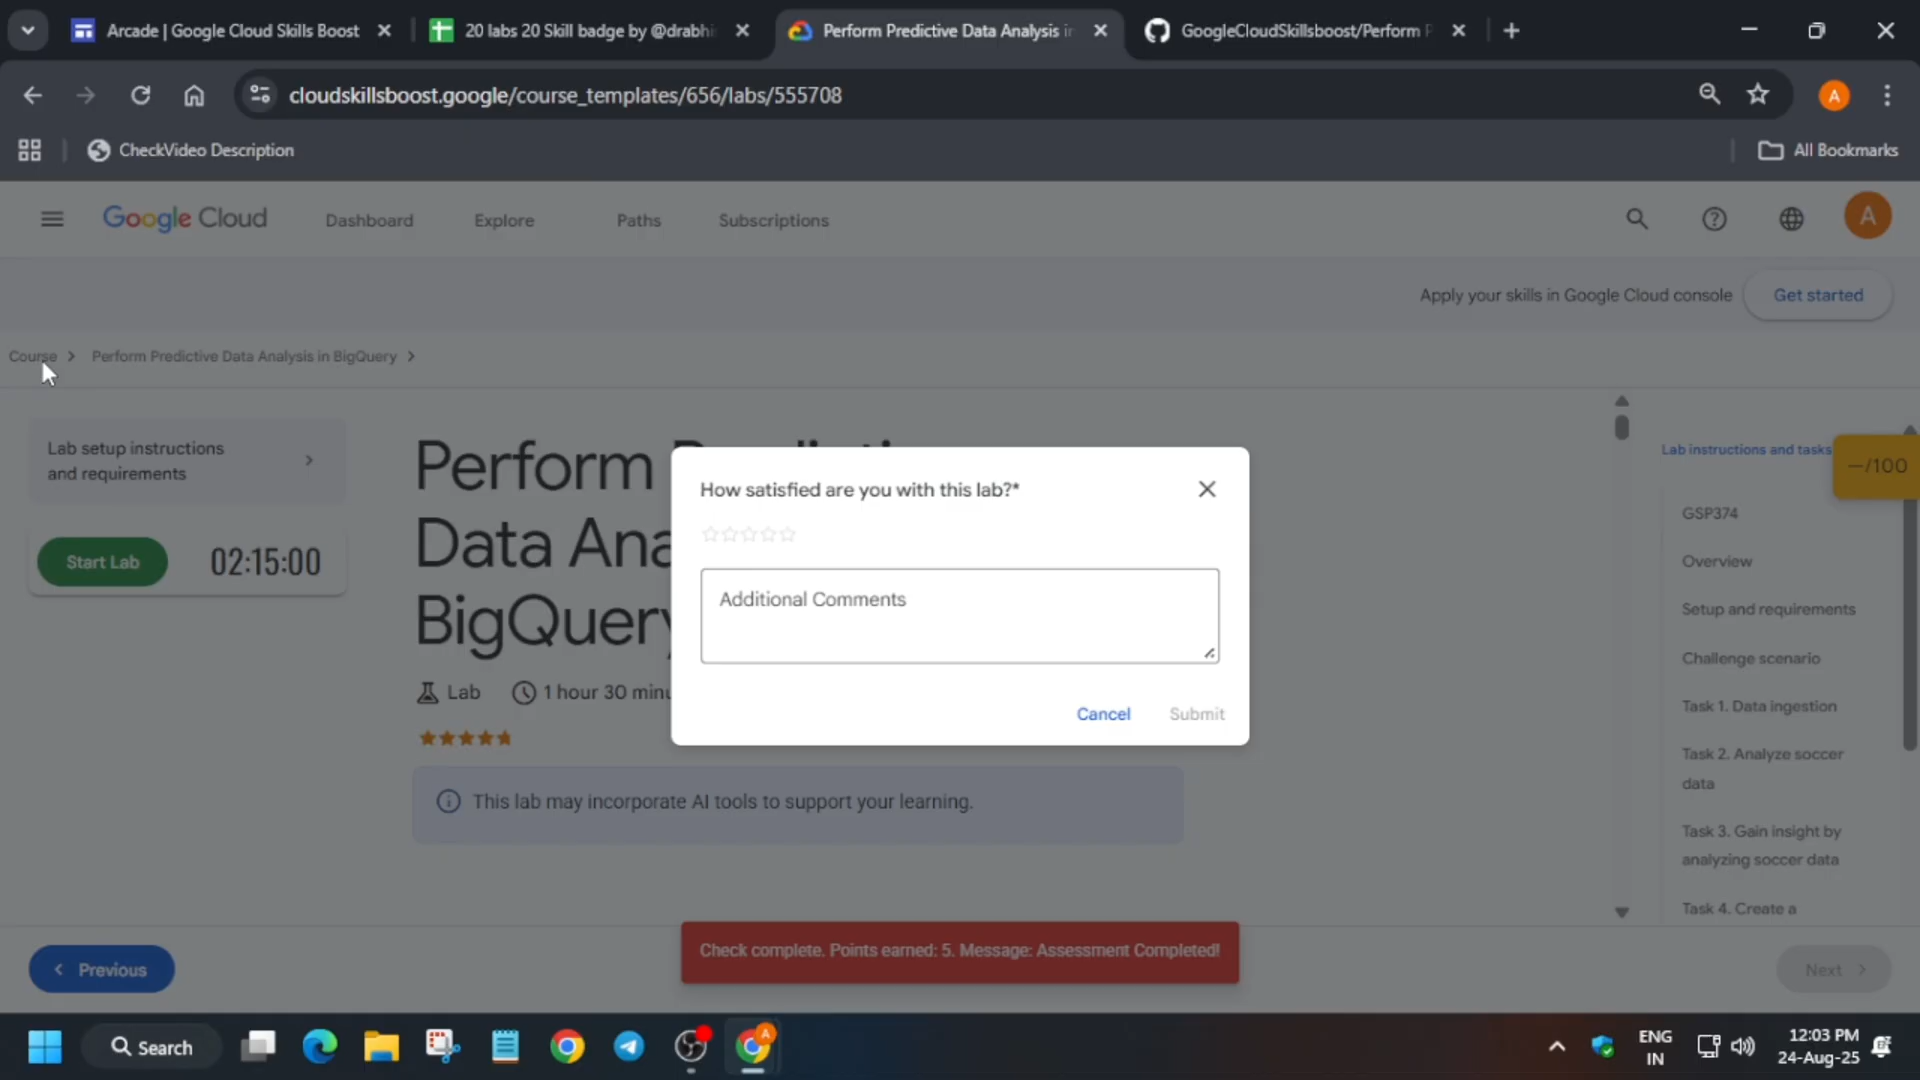 Arcade | Google Cloud Skills Boost
20 labs 20 Skill badge by @drabhi
Perform Predictive Data Analysis in
GoogleCloudSkillsboost/Perform P
cloudskillsboost.google/course_templates/656/labs/555708
A
CheckVideo Description
All Bookmarks
Google Cloud
Dashboard
Explore
Paths
Subscriptions
A
Apply your skills in Google Cloud console
Get started
Course
Perform Predictive Data Analysis in BigQuery
Lab setup instructions
and requirements
Start Lab
02:15:00
Perform
Data Ana
BigQuery
Lab
1 hour 30 minu
This lab may incorporate AI tools to support your learning.
How satisfied are you with this lab?*
Additional Comments
Cancel
Submit
Check complete. Points earned: 5. Message: Assessment Completed!
Lab instructions and tasks
—/100
GSP374
Overview
Setup and requirements
Challenge scenario
Task 1. Data ingestion
Task 2. Analyze soccer
data
Task 3. Gain insight by
analyzing soccer data
Task 4. Create a
Previous
Next
Search
A
ENG
IN
12:03 PM
24-Aug-25